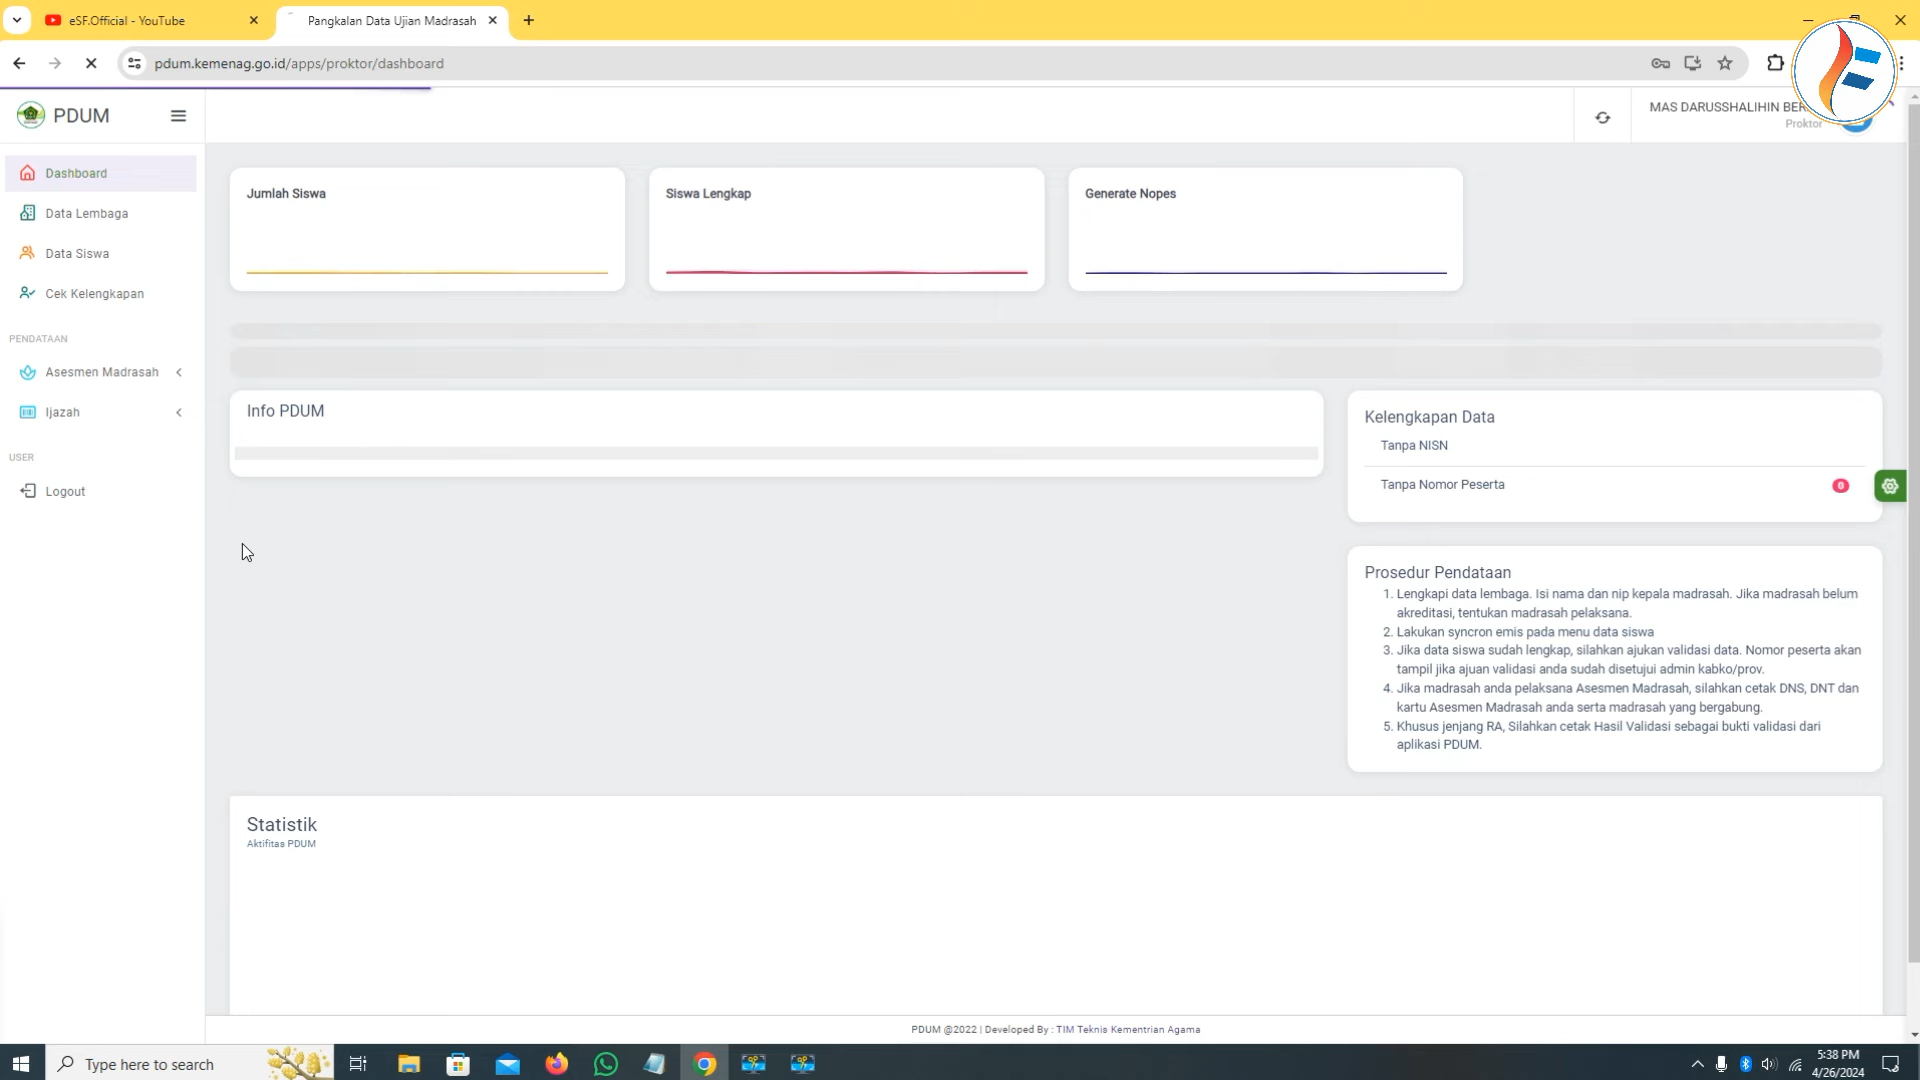 eSF.Official - YouTube
Pangkalan Data Ujian Madrasah
pdum.kemenag.go.id/apps/proktor/dashboard
PDUM
MAS DARUSSHALIHIN
Proktor
Dashboard
Data Lembaga
Data Siswa
Cek Kelengkapan
PENDATAAN
Asesmen Madrasah
Ijazah
USER
Logout
Jumlah Siswa
Siswa Lengkap
Generate Nopes
Info PDUM
Kelengkapan Data
Tanpa NISN
Tanpa Nomor Peserta
0
Prosedur Pendataan
1. Lengkapi data lembaga. Isi nama dan nip kepala madrasah. Jika madrasah belum
akreditasi, tentukan madrasah pelaksana.
2. Lakukan syncron emis pada menu data siswa
3. Jika data siswa sudah lengkap, silahkan ajukan validasi data. Nomor peserta akan
tampil jika ajuan validasi anda sudah disetujui admin kabko/prov.
4. Jika madrasah anda pelaksana Asesmen Madrasah, silahkan cetak DNS, DNT dan
kartu Asesmen Madrasah anda serta madrasah yang bergabung.
5. Khusus jenjang RA, Silahkan cetak Hasil Validasi sebagai bukti validasi dari
aplikasi PDUM.
Statistik
Aktifitas PDUM
PDUM @2022 | Developed By : TIM Teknis Kementrian Agama
Type here to search
5:38 PM
4/26/2024